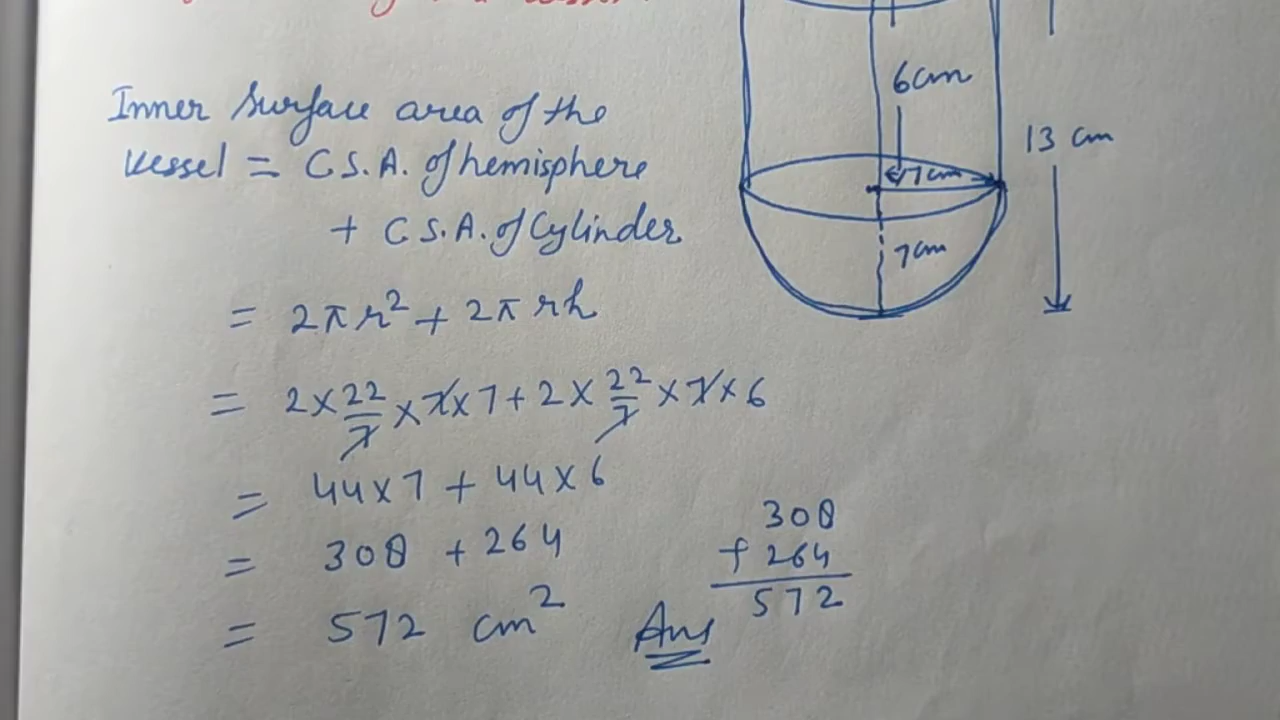 6cm
13 cm
7cm
7cm
Inner Surface area of the
vessel = C.S.A. of hemisphere
+ C.S.A. of Cylinder
= 2πr² + 2πrh
= 2 × 22/7 × 7 × 7 + 2 × 22/7 × 7 × 6
= 44 × 7 + 44 × 6
= 308 + 264
= 572 cm² Ans
308
+ 264
572